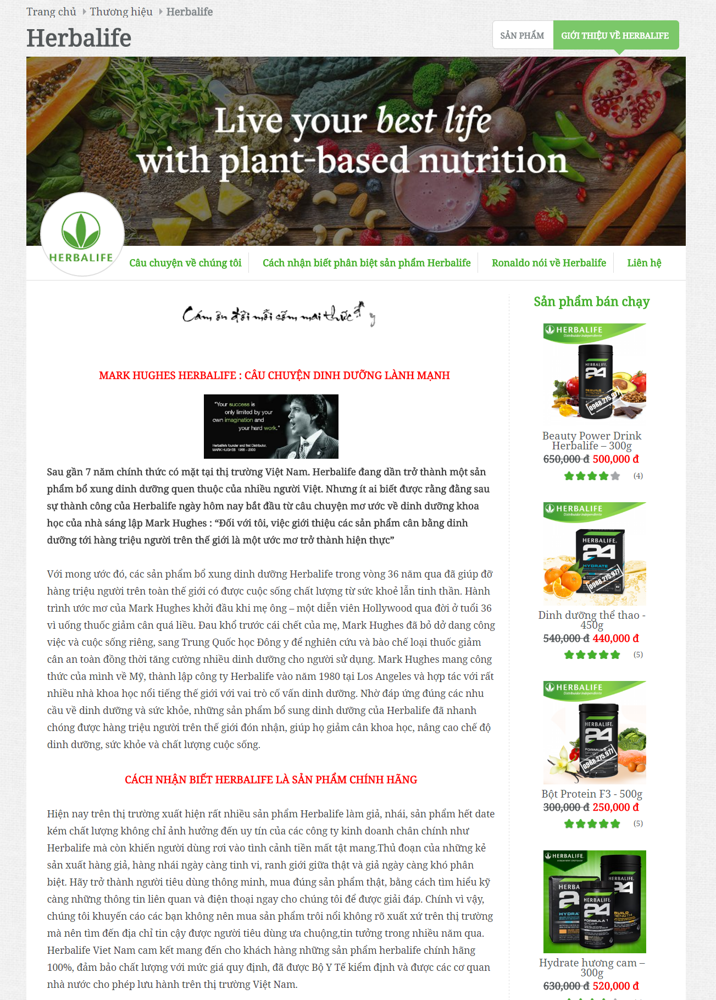 Trang chủ Thương hiệu Herbalife
Herbalife
SẢN PHẨM
GIỚI THIỆU VỀ HERBALIFE
Live your best life
with plant-based nutrition
HERBALIFE
Câu chuyện về chúng tôi
Cách nhận biết phân biệt sản phẩm Herbalife
Ronaldo nói về Herbalife
Liên hệ
Cám ơn đời mỗi sớm mai thức dậy
MARK HUGHES HERBALIFE : CÂU CHUYỆN DINH DƯỠNG LÀNH MẠNH
"Your success is
only limited by your
own imagination and
your hard work."
Herbalife's founder and first Distributor,
MARK HUGHES 1956 – 2000
Sau gần 7 năm chính thức có mặt tại thị trường Việt Nam. Herbalife đang dần trở thành một sản
phẩm bổ xung dinh dưỡng quen thuộc của nhiều người Việt. Nhưng ít ai biết được rằng đằng sau
sự thành công của Herbalife ngày hôm nay bắt đầu từ câu chuyện mơ ước về dinh dưỡng khoa
học của nhà sáng lập Mark Hughes : “Đối với tôi, việc giới thiệu các sản phẩm cân bằng dinh
dưỡng tới hàng triệu người trên thế giới là một ước mơ trở thành hiện thực”
Với mong ước đó, các sản phẩm bổ xung dinh dưỡng Herbalife trong vòng 36 năm qua đã giúp đỡ
hàng triệu người trên toàn thế giới có được cuộc sống chất lượng từ sức khoẻ lẫn tinh thần. Hành
trình ước mơ của Mark Hughes khởi đầu khi mẹ ông – một diễn viên Hollywood qua đời ở tuổi 36
vì uống thuốc giảm cân quá liều. Đau khổ trước cái chết của mẹ, Mark Hughes đã bỏ dở dang công
việc và cuộc sống riêng, sang Trung Quốc học Đông y để nghiên cứu và bào chế loại thuốc giảm
cân an toàn đồng thời tăng cường nhiều dinh dưỡng cho người sử dụng. Mark Hughes mang công
thức của mình về Mỹ, thành lập công ty Herbalife vào năm 1980 tại Los Angeles và hợp tác với rất
nhiều nhà khoa học nổi tiếng thế giới với vai trò cố vấn dinh dưỡng. Nhờ đáp ứng đúng các nhu
cầu về dinh dưỡng và sức khỏe, những sản phẩm bổ sung dinh dưỡng của Herbalife đã nhanh
chóng được hàng triệu người trên thế giới đón nhận, giúp họ giảm cân khoa học, nâng cao chế độ
dinh dưỡng, sức khỏe và chất lượng cuộc sống.
CÁCH NHẬN BIẾT HERBALIFE LÀ SẢN PHẨM CHÍNH HÃNG
Hiện nay trên thị trường xuất hiện rất nhiều sản phẩm Herbalife làm giả, nhái, sản phẩm hết date
kém chất lượng không chỉ ảnh hưởng đến uy tín của các công ty kinh doanh chân chính như
Herbalife mà còn khiến người dùng rơi vào tình cảnh tiền mất tật mang.Thủ đoạn của những kẻ
sản xuất hàng giả, hàng nhái ngày càng tinh vi, ranh giới giữa thật và giả ngày càng khó phân
biệt. Hãy trở thành người tiêu dùng thông minh, mua đúng sản phẩm thật, bằng cách tìm hiểu kỹ
càng những thông tin liên quan và điện thoại ngay cho chúng tôi để được giải đáp. Chính vì vậy,
chúng tôi khuyến cáo các bạn không nên mua sản phẩm trôi nổi không rõ xuất xứ trên thị trường
mà nên tìm đến địa chỉ tin cậy được người tiêu dùng ưa chuộng,tin tưởng trong nhiều năm qua.
Herbalife Viet Nam cam kết mang đến cho khách hàng những sản phẩm herbalife chính hãng
100%, đảm bảo chất lượng với mức giá quy định, đã được Bộ Y Tế kiểm định và được các cơ quan
nhà nước cho phép lưu hành trên thị trường Việt Nam.
Sản phẩm bán chạy
HERBALIFE
Distribuidor Independiente
HERBALIFE
24
REBUILD
STRENGTH
0988.275.977
Beauty Power Drink
Herbalife – 300g
650,000 đ 500,000 đ
(4)
HERBALIFE
Distribuidor Independiente
HERBALIFE
24
HYDRATE
0988.275.977
Dinh dưỡng thể thao -
450g
540,000 đ 440,000 đ
(5)
HERBALIFE
Distribuidor Independiente
HERBALIFE
24
FORMULA 1
SPORT
0988.275.977
Bột Protein F3 - 500g
300,000 đ 250,000 đ
(5)
HERBALIFE
Independent Distributor
HERBALIFE
24
HERBALIFE
24
HYDRATE
HERBALIFE
24
FORMULA 1
SPORT
Hydrate hương cam –
300g
630,000 đ 520,000 đ